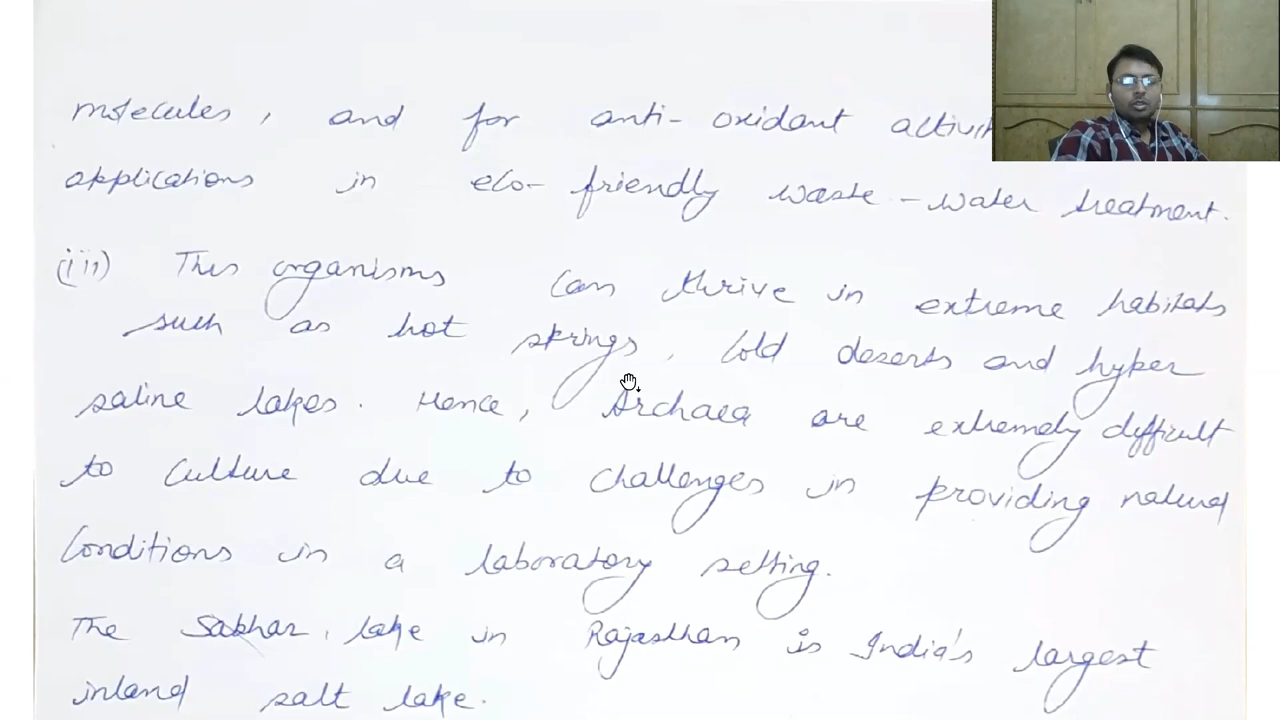 molecules, and for anti-oxidant activi
applications in eco-friendly waste-water treatment.
(iii) This organisms can thrive in extreme habitats
such as hot springs, cold deserts and hyper
saline lakes. Hence, Archaea are extremely difficult
to culture due to challenges in providing natural
conditions in a laboratory setting.
The Sakhar, lake in Rajasthan is India's largest
inland salt lake.